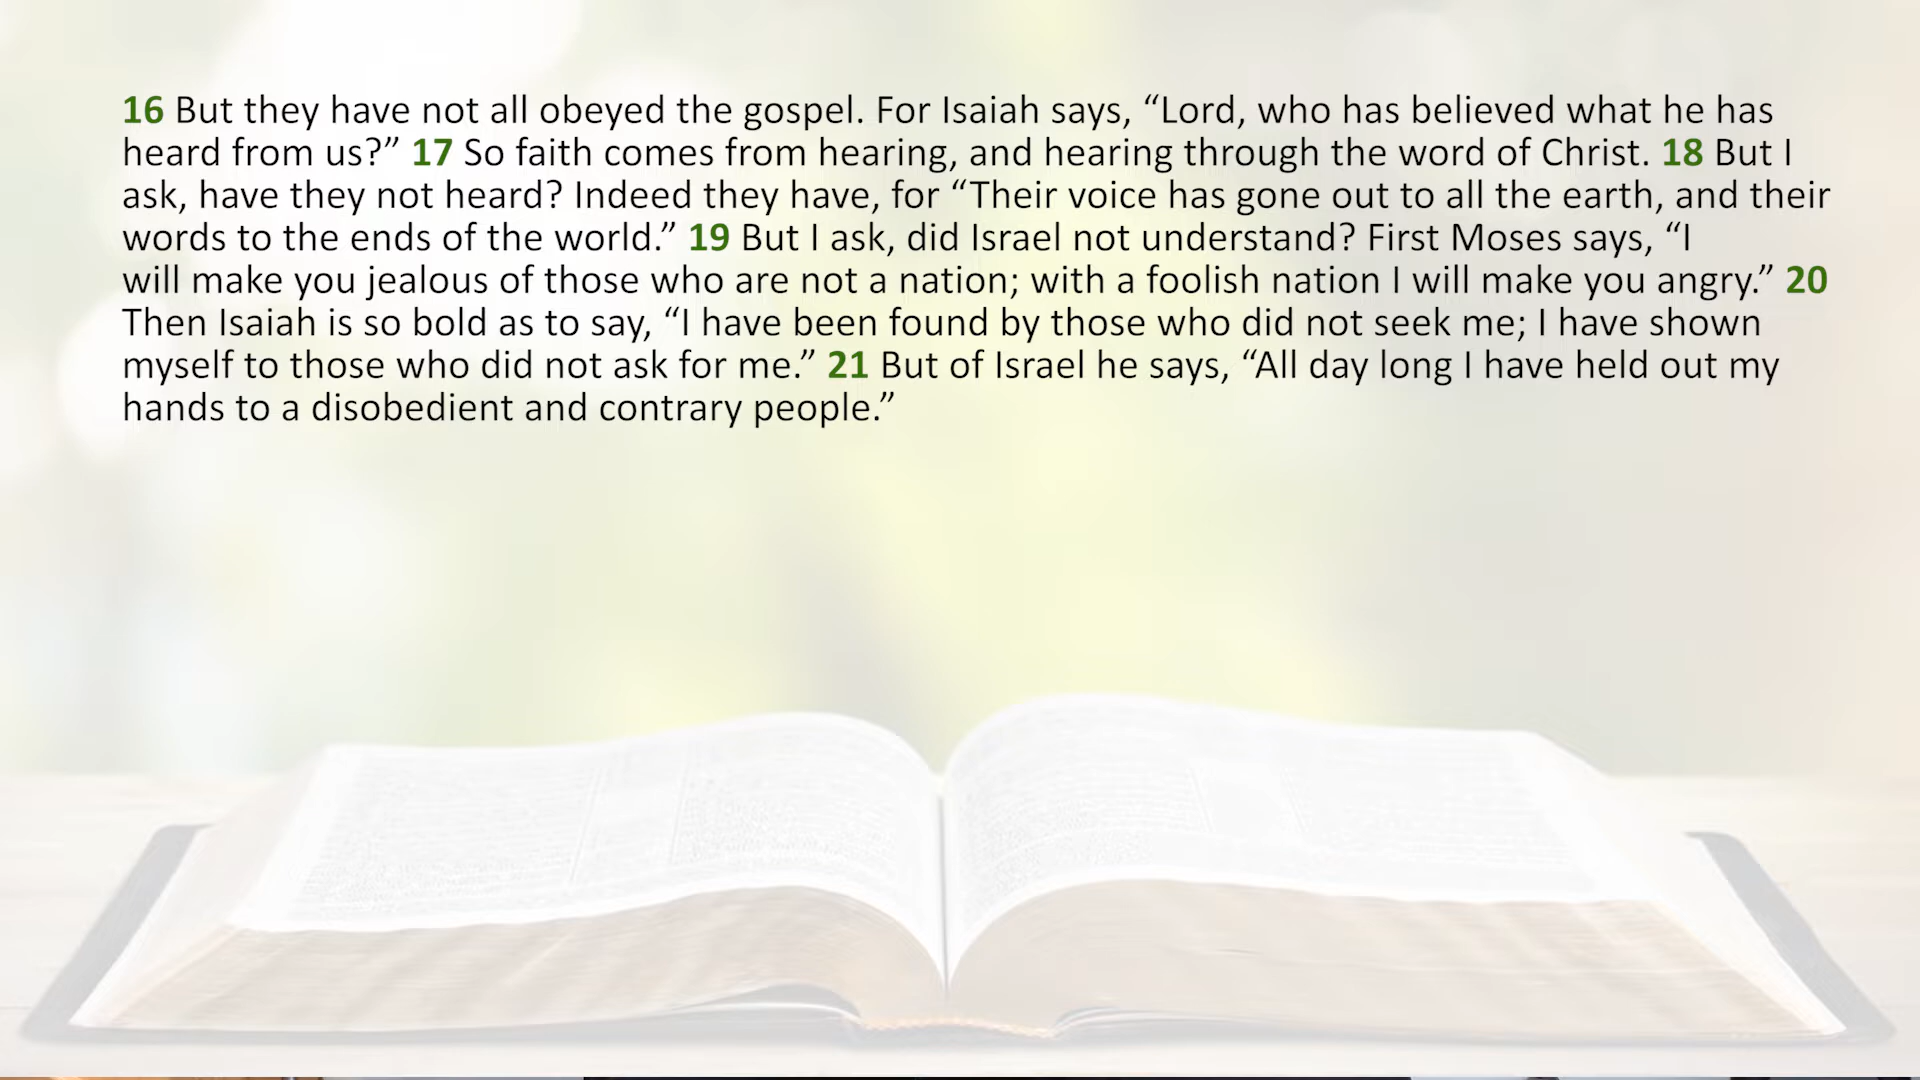 16 But they have not all obeyed the gospel. For Isaiah says, “Lord, who has believed what he has
heard from us?” 17 So faith comes from hearing, and hearing through the word of Christ. 18 But I
ask, have they not heard? Indeed they have, for “Their voice has gone out to all the earth, and their
words to the ends of the world.” 19 But I ask, did Israel not understand? First Moses says, “I
will make you jealous of those who are not a nation; with a foolish nation I will make you angry.” 20
Then Isaiah is so bold as to say, “I have been found by those who did not seek me; I have shown
myself to those who did not ask for me.” 21 But of Israel he says, “All day long I have held out my
hands to a disobedient and contrary people.”